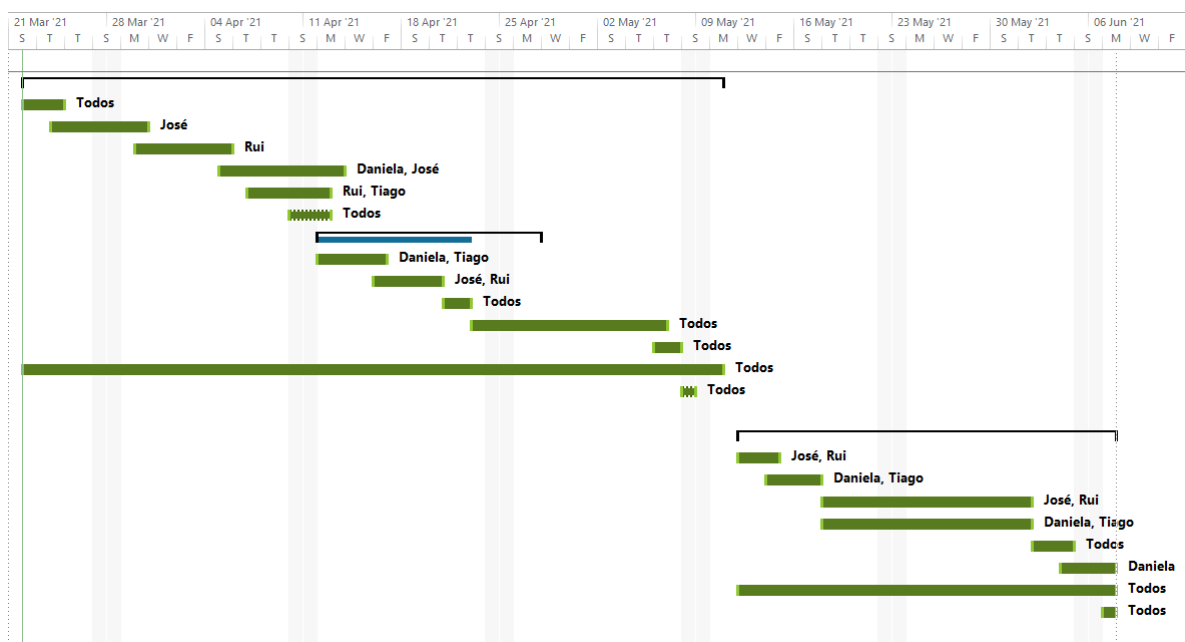 21 Mar '21 28 Mar '21 04 Apr '21 11 Apr '21 18 Apr '21 25 Apr '21 02 May '21 09 May '21 16 May '21 23 May '21 30 May '21 06 Jun '21
S T T S M W F S T T S M W F S T T S M W F S T T S M W F S T T S M W F S T T S M W F
Todos
José
Rui
Daniela, José
Rui, Tiago
Todos
Daniela, Tiago
José, Rui
Todos
Todos
Todos
Todos
Todos
José, Rui
Daniela, Tiago
José, Rui
Daniela, Tiago
Todos
Daniela
Todos
Todos